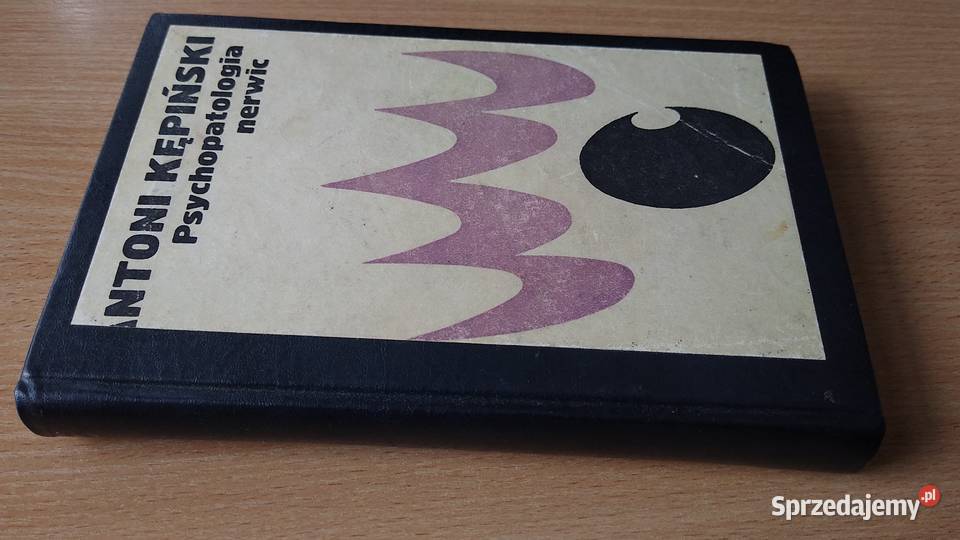 ANTONI KĘPIŃSKI
Psychopatologia
nerwic
Sprzedajemy.pl